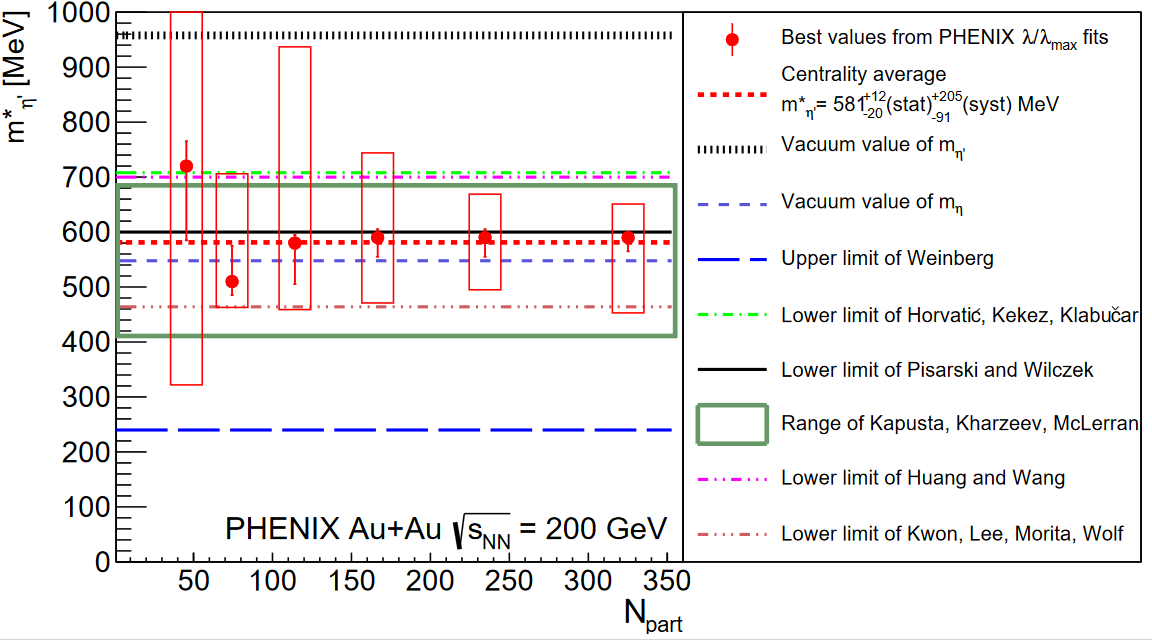 m*η' [MeV]
1000
900
800
700
600
500
400
300
200
100
0
50 100 150 200 250 300 350
Npart
PHENIX Au+Au √sNN = 200 GeV
Best values from PHENIX λ/λmax fits
Centrality average
m*η'= 581+12-20(stat)+205-91(syst) MeV
Vacuum value of mη'
Vacuum value of mη
Upper limit of Weinberg
Lower limit of Horvatić, Kekez, Klabučar
Lower limit of Pisarski and Wilczek
Range of Kapusta, Kharzeev, McLerran
Lower limit of Huang and Wang
Lower limit of Kwon, Lee, Morita, Wolf